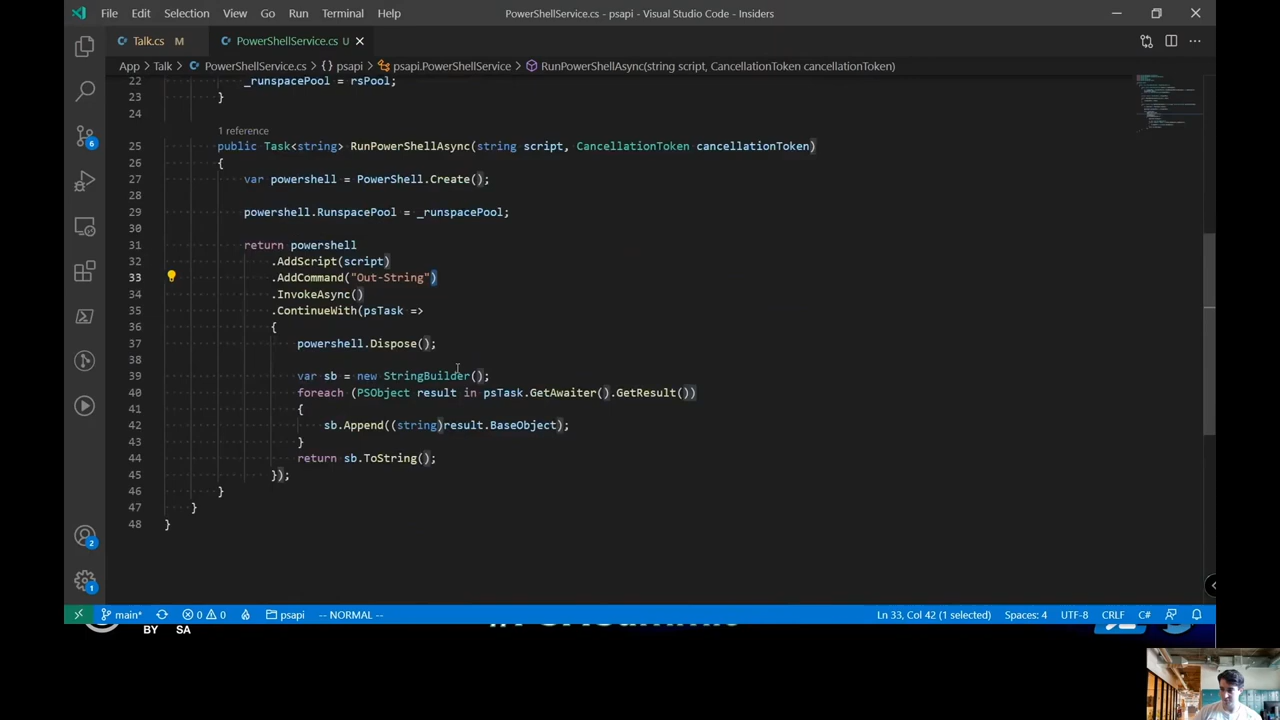 File Edit Selection View Go Run Terminal Help PowerShellService.cs - psapi - Visual Studio Code - Insiders
Talk.cs M PowerShellService.cs U
App > Talk > PowerShellService.cs > {} psapi > psapi.PowerShellService > RunPowerShellAsync(string script, CancellationToken cancellationToken)
22 _runspacePool = rsPool;
23 }
24
1 reference
25 public Task<string> RunPowerShellAsync(string script, CancellationToken cancellationToken)
26 {
27 var powershell = PowerShell.Create();
28
29 powershell.RunspacePool = _runspacePool;
30
31 return powershell
32 .AddScript(script)
33 .AddCommand("Out-String")
34 .InvokeAsync()
35 .ContinueWith(psTask =>
36 {
37 powershell.Dispose();
38
39 var sb = new StringBuilder();
40 foreach (PSObject result in psTask.GetAwaiter().GetResult())
41 {
42 sb.Append((string)result.BaseObject);
43 }
44 return sb.ToString();
45 });
46 }
47 }
48 }
6
2
1
main* 0 0 psapi -- NORMAL -- Ln 33, Col 42 (1 selected) Spaces: 4 UTF-8 CRLF C#
BY SA